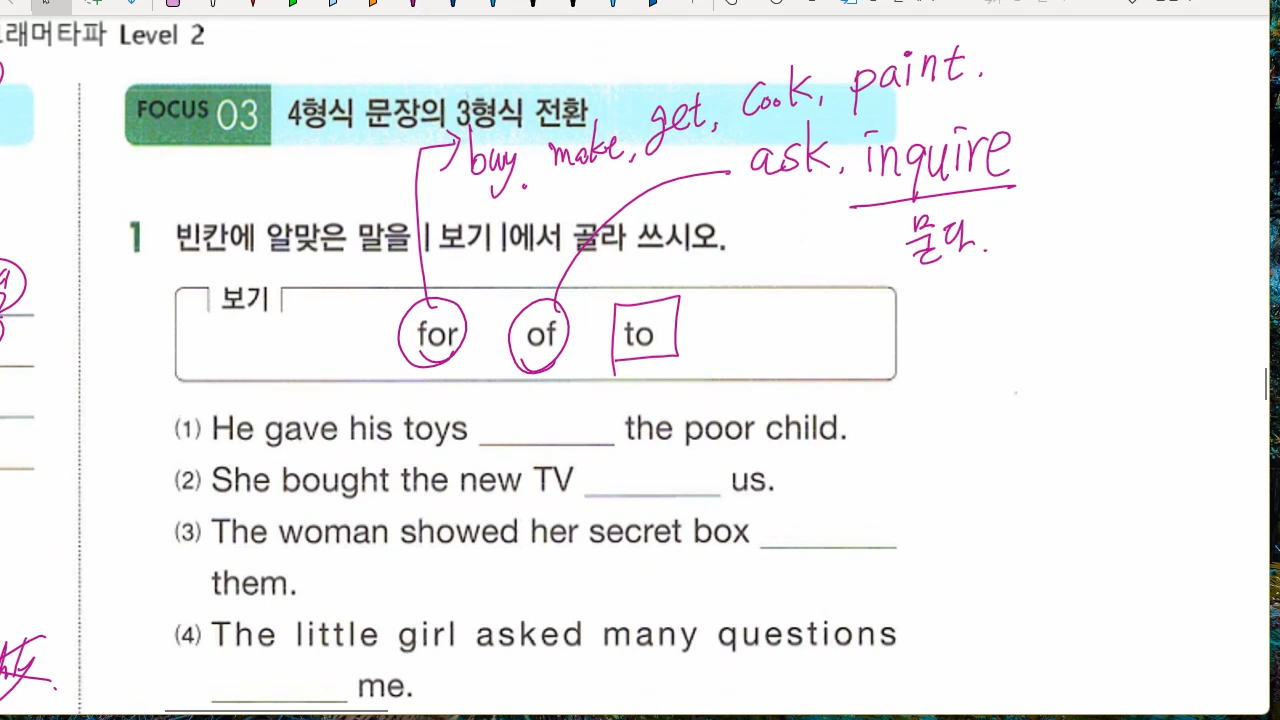 래머타파 Level 2
FOCUS 03 4형식 문장의 3형식 전환
buy. make, get, cook, paint.
ask, inquire
물다.
1 빈칸에 알맞은 말을 | 보기 |에서 골라 쓰시오.
보기
for of to
(1) He gave his toys ________ the poor child.
(2) She bought the new TV ________ us.
(3) The woman showed her secret box ________
them.
(4) The little girl asked many questions
________ me.